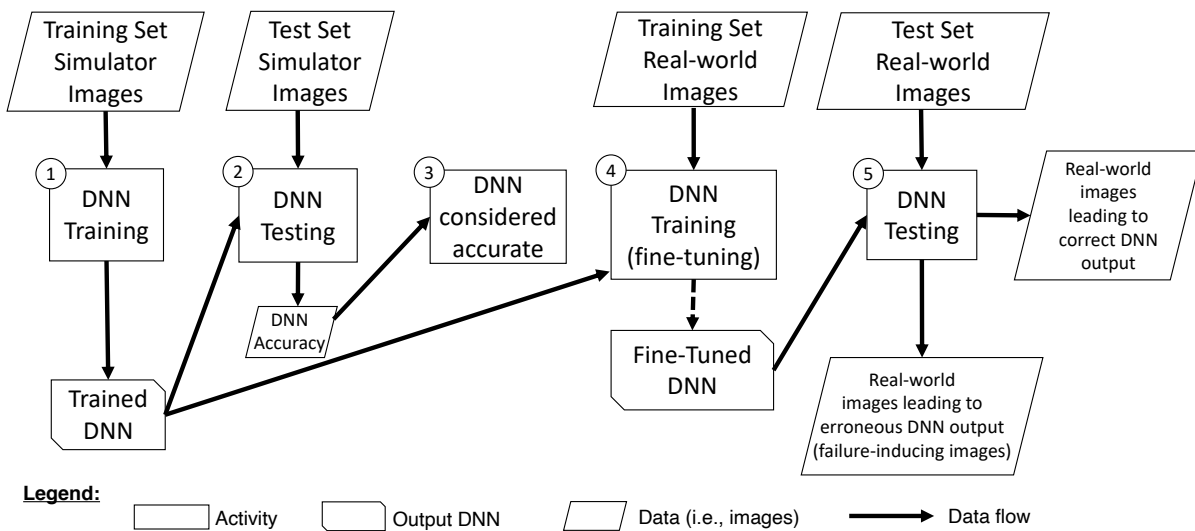 Training Set
Simulator
Images
Test Set
Simulator
Images
Training Set
Real-world
Images
Test Set
Real-world
Images
1
DNN
Training
2
DNN
Testing
3
DNN
considered
accurate
4
DNN
Training
(fine-tuning)
5
DNN
Testing
Real-world
images
leading to
correct DNN
output
DNN
Accuracy
Trained
DNN
Fine-Tuned
DNN
Real-world
images leading to
erroneous DNN output
(failure-inducing images)
Legend:
Activity
Output DNN
Data (i.e., images)
Data flow